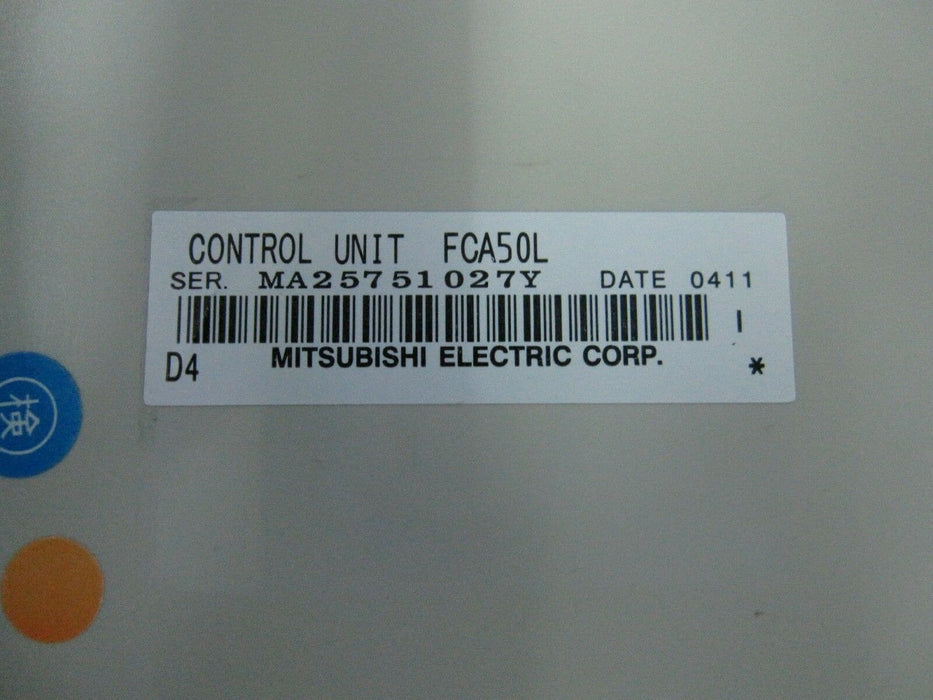 CONTROL UNIT FCA50L
SER. MA25751027Y DATE 0411
I
D4 MITSUBISHI ELECTRIC CORP. *
検